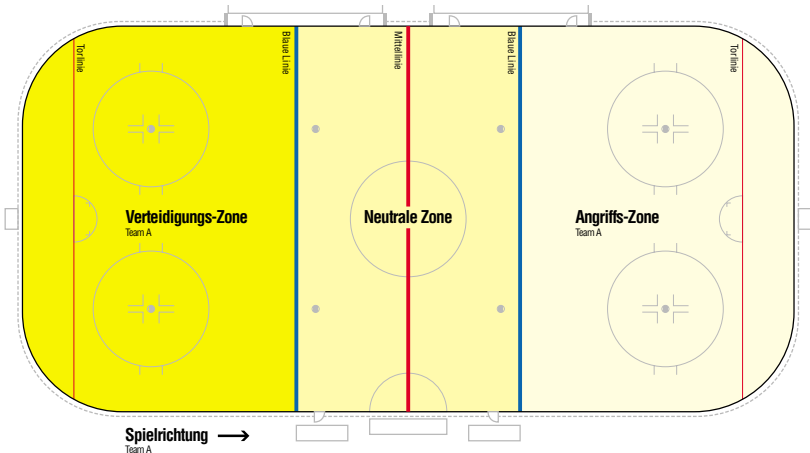 Torlinie
Blaue Linie
Mittellinie
Blaue Linie
Torlinie
Verteidigungs-Zone
Team A
Neutrale Zone
Angriffs-Zone
Team A
Spielrichtung
Team A